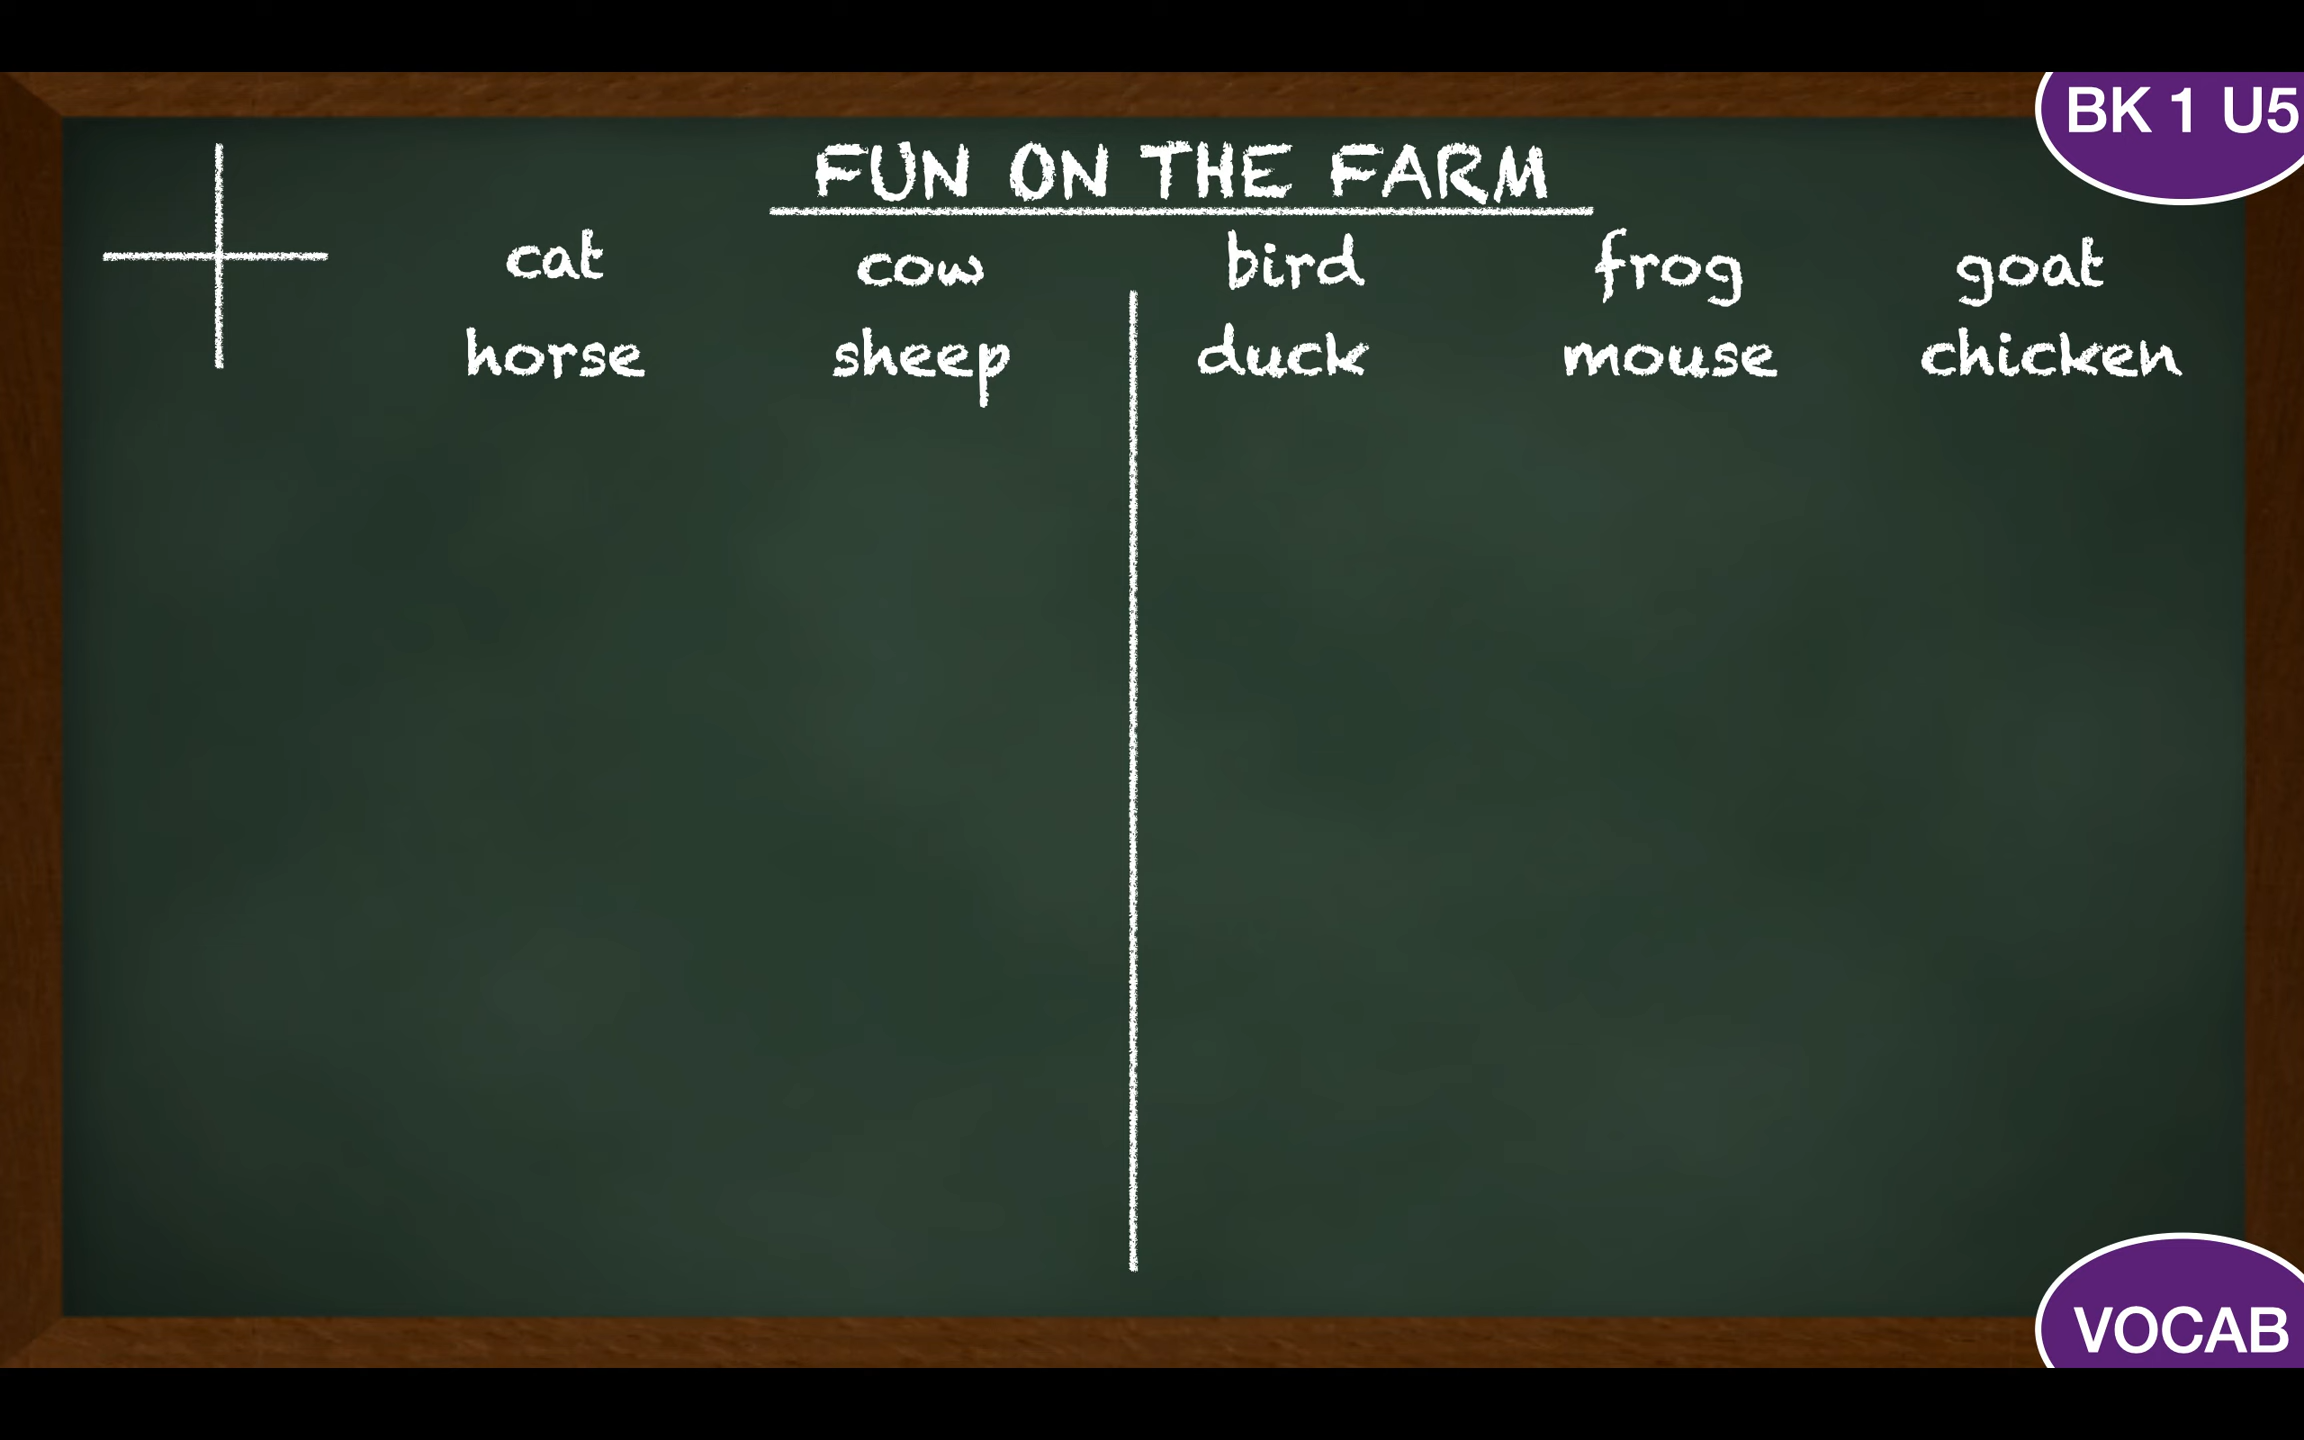 BK 1 U5
FUN ON THE FARM
cat cow bird frog goat
horse sheep duck mouse chicken
VOCAB